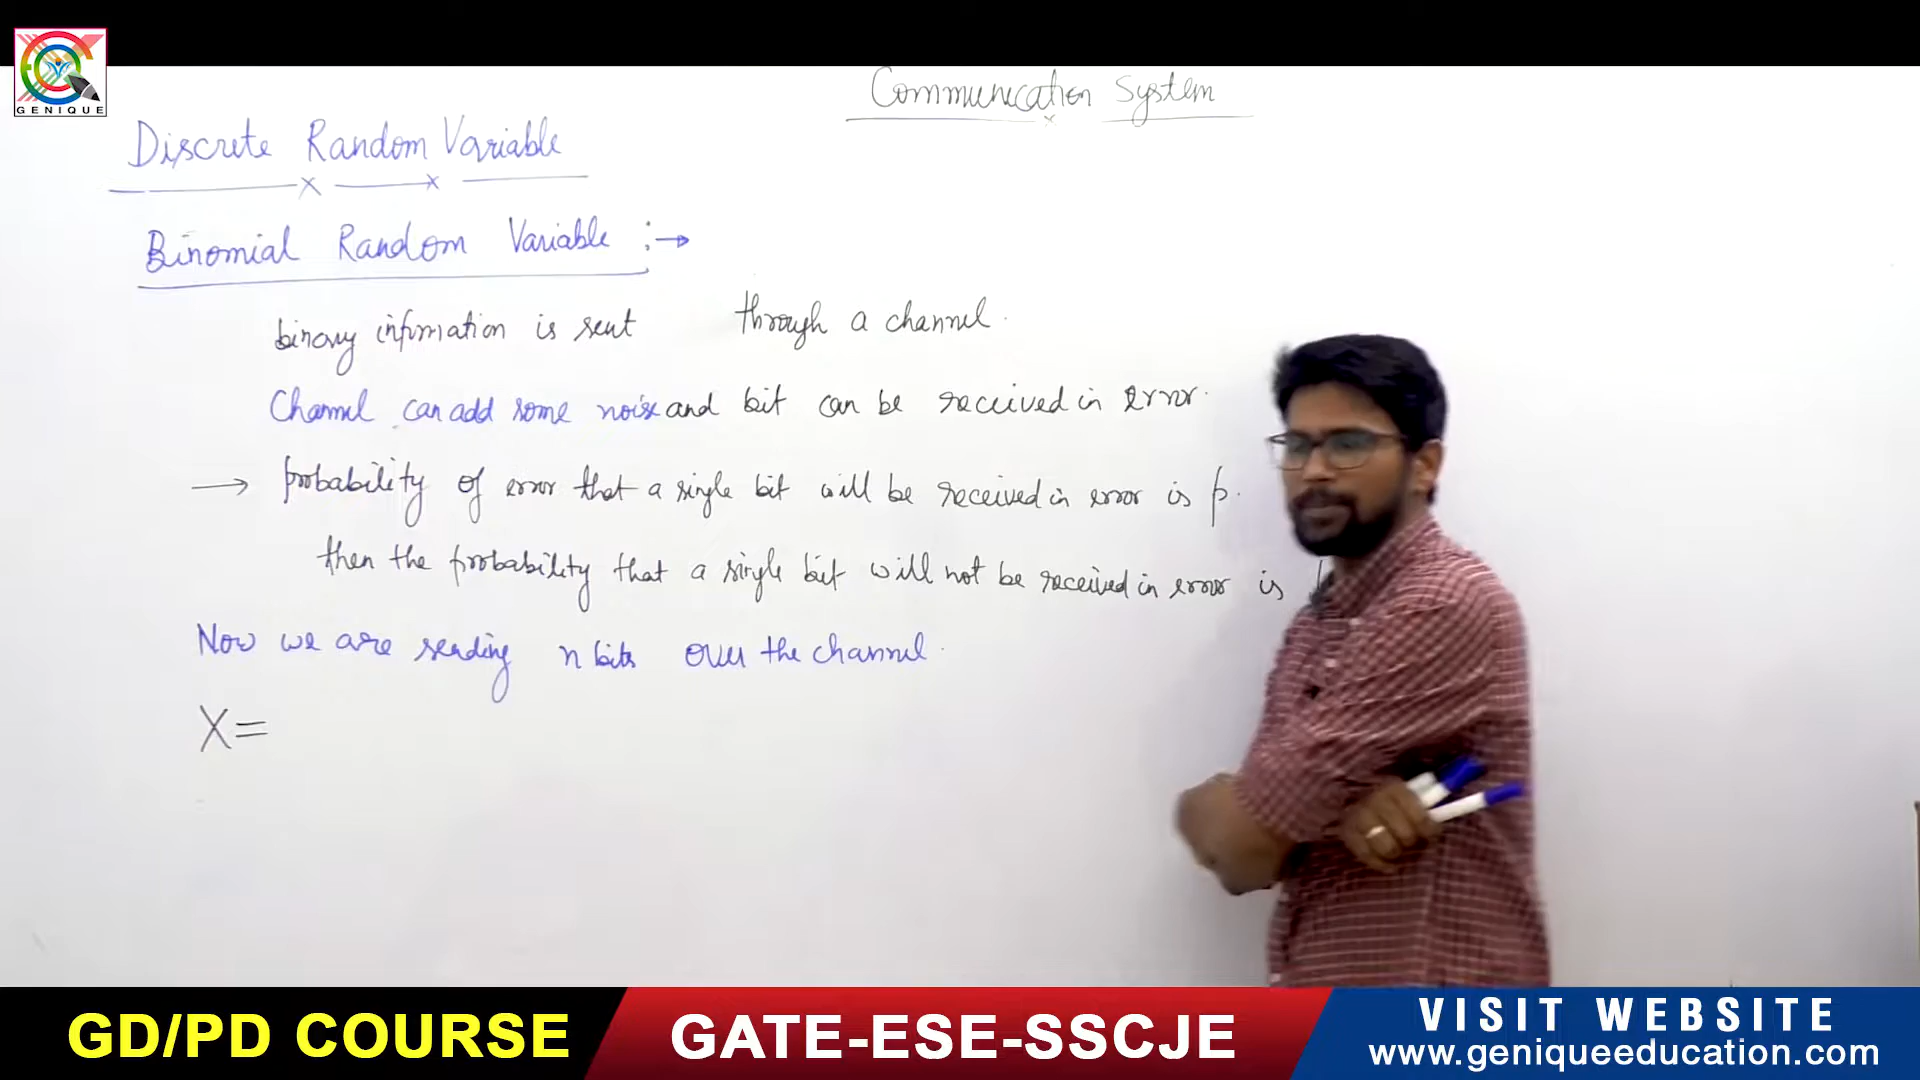 GENIQUE
Communication System
Discrete Random Variable
Binomial Random Variable :→
binary information is sent through a channel.
Channel can add some noise and bit can be received in error.
→ probability of error that a single bit will be received in error is p.
then the probability that a single bit will not be received in error is
Now we are sending n bits over the channel.
X=
GD/PD COURSE
GATE-ESE-SSCJE
VISIT WEBSITE
www.geniqueeducation.com